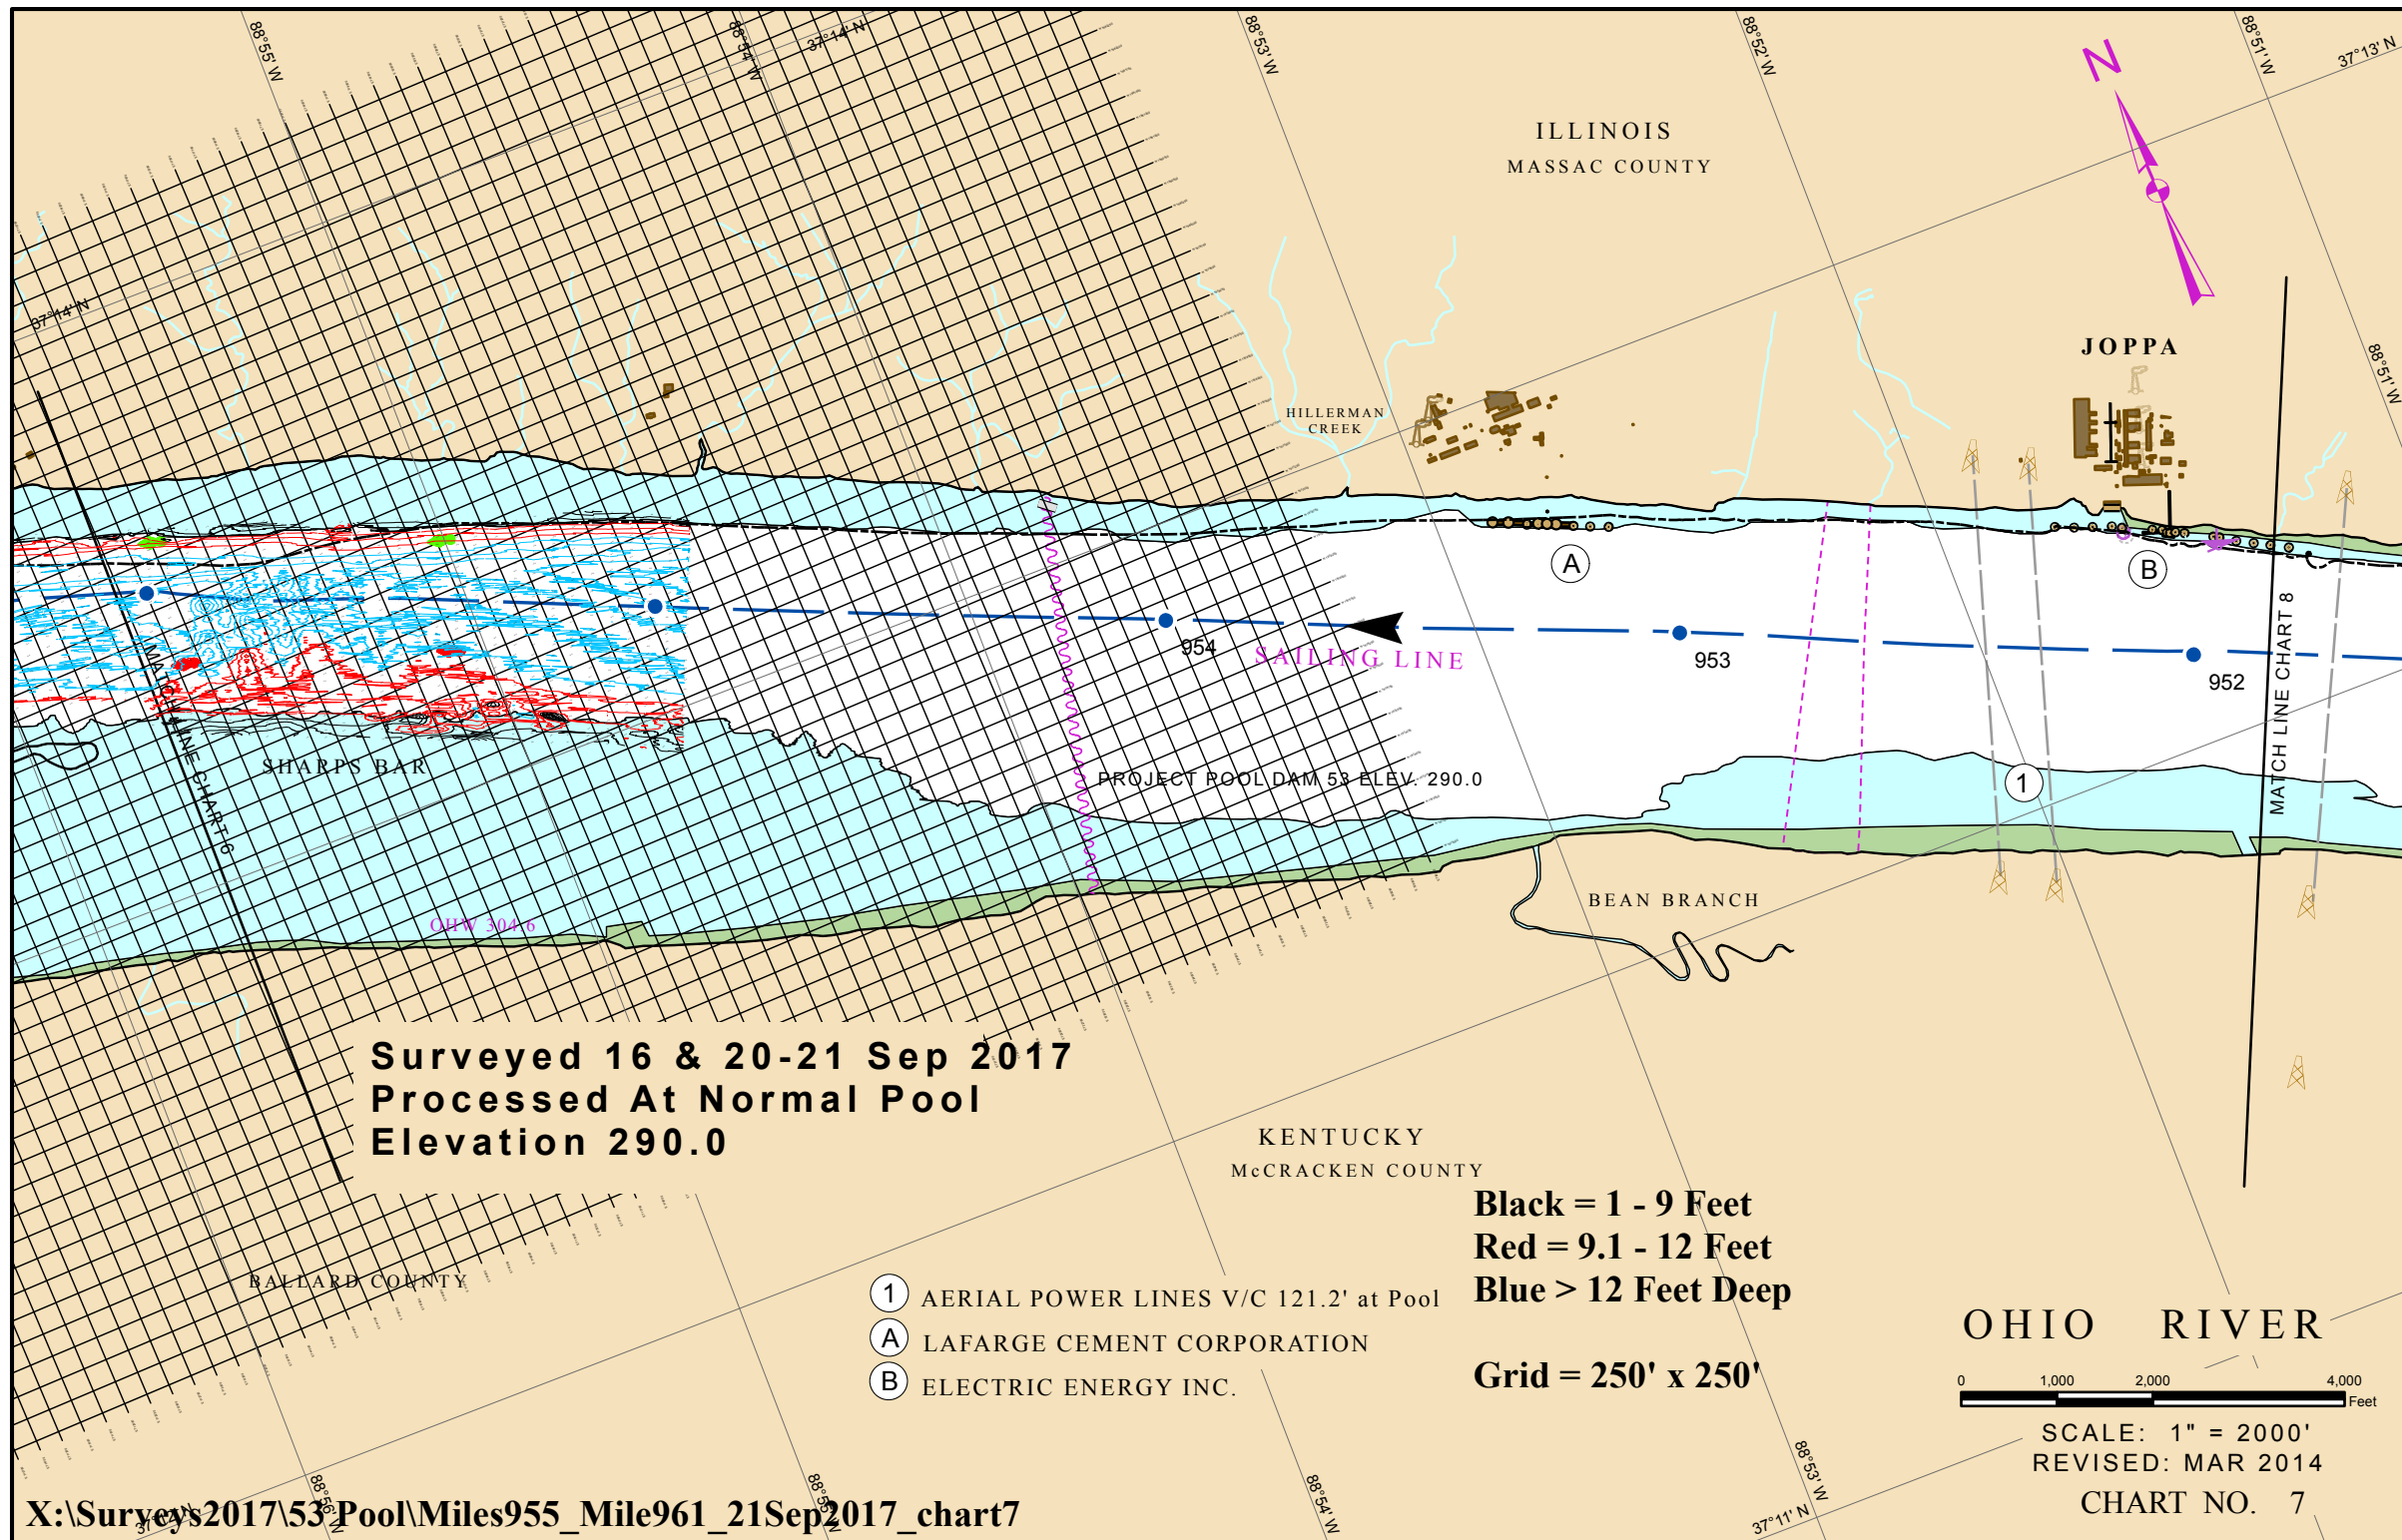 88°55' W
88°54' W
37°14' N
88°53' W
88°52' W
88°51' W
37°13' N
N
ILLINOIS
MASSAC COUNTY
37°14' N
JOPPA
88°51' W
HILLERMAN
CREEK
A
B
954
SAILING LINE
953
952
MATCH LINE CHART 8
MATCH LINE CHART 6
SHARPS BAR
PROJECT POOL DAM 53 ELEV. 290.0
1
OHW 304.6
BEAN BRANCH
Surveyed 16 & 20-21 Sep 2017
Processed At Normal Pool
Elevation 290.0
KENTUCKY
McCRACKEN COUNTY
BALLARD COUNTY
Black = 1 - 9 Feet
Red = 9.1 - 12 Feet
Blue > 12 Feet Deep
Grid = 250' x 250'
1 AERIAL POWER LINES V/C 121.2' at Pool
A LAFARGE CEMENT CORPORATION
B ELECTRIC ENERGY INC.
OHIO RIVER
0 1,000 2,000 4,000
Feet
SCALE: 1" = 2000'
REVISED: MAR 2014
CHART NO. 7
88°56' W
88°55' W
88°54' W
88°53' W
37°11' N
37°12' N
X:\Surveys2017\53 Pool\Miles955_Mile961_21Sep2017_chart7